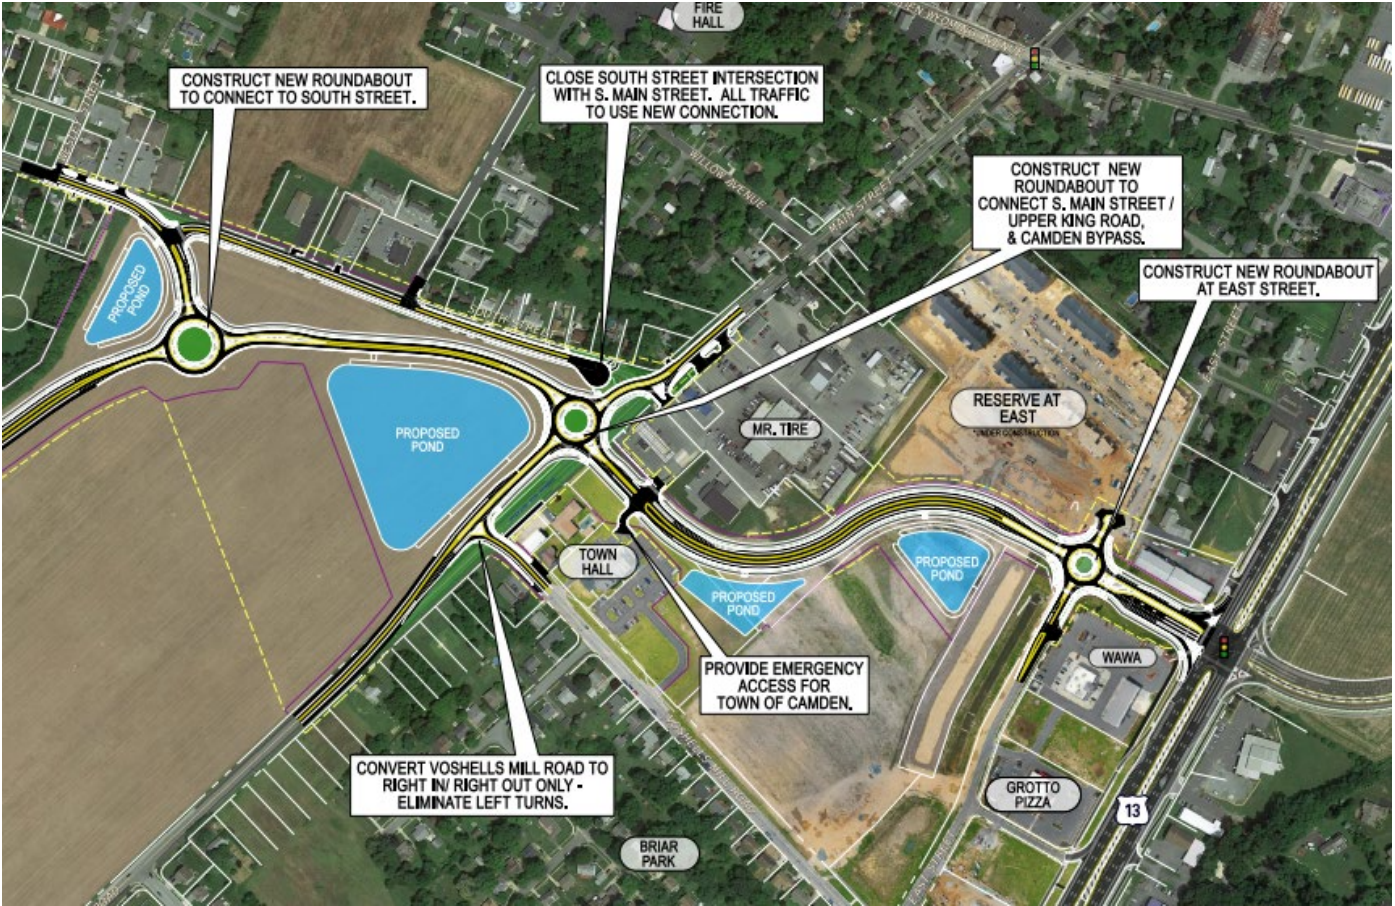 FIRE
HALL
CONSTRUCT NEW ROUNDABOUT
TO CONNECT TO SOUTH STREET.
CLOSE SOUTH STREET INTERSECTION
WITH S. MAIN STREET. ALL TRAFFIC
TO USE NEW CONNECTION.
WILLOW AVENUE
MAIN STREET
CONSTRUCT NEW
ROUNDABOUT TO
CONNECT S. MAIN STREET /
UPPER KING ROAD,
& CAMDEN BYPASS.
CONSTRUCT NEW ROUNDABOUT
AT EAST STREET.
EAST STREET
PROPOSED
POND
RESERVE AT
EAST
*UNDER CONSTRUCTION
MR. TIRE
PROPOSED
POND
TOWN
HALL
PROPOSED
POND
PROPOSED
POND
WAWA
PROVIDE EMERGENCY
ACCESS FOR
TOWN OF CAMDEN.
CONVERT VOSHELLS MILL ROAD TO
RIGHT IN/ RIGHT OUT ONLY -
ELIMINATE LEFT TURNS.
GROTTO
PIZZA
13
BRIAR
PARK